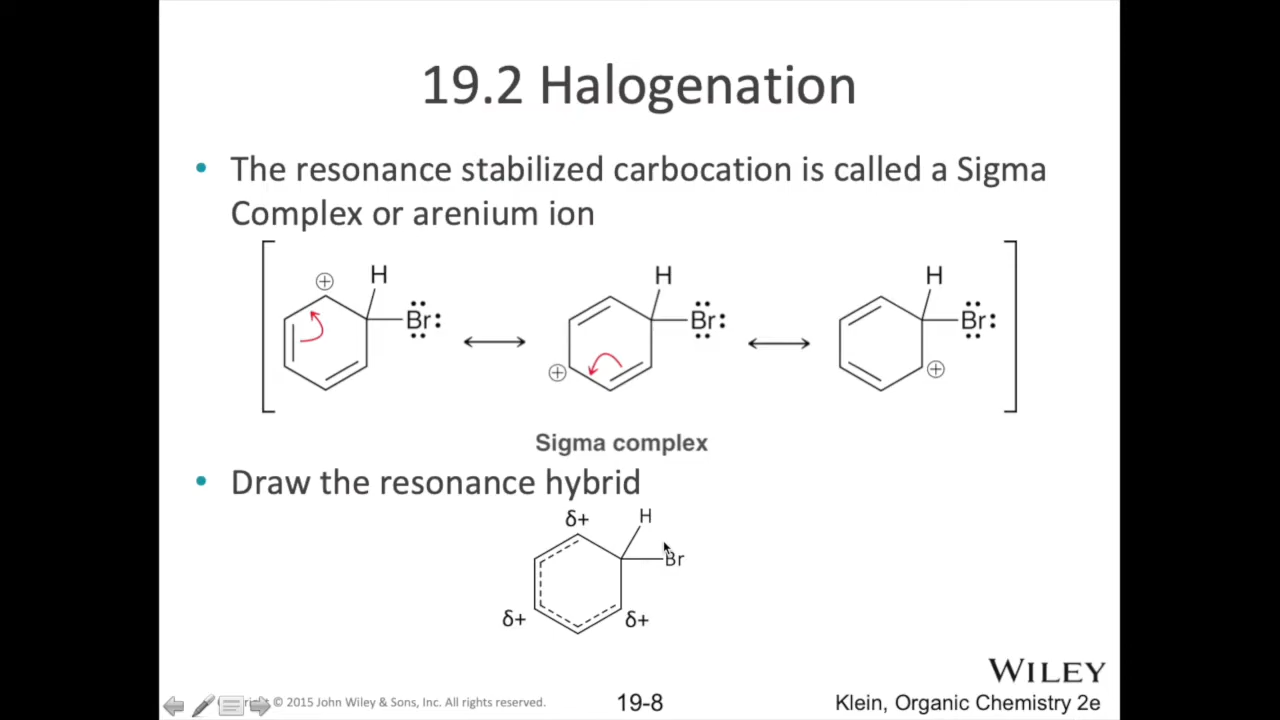 19.2 Halogenation
• The resonance stabilized carbocation is called a Sigma
Complex or arenium ion
⊕ H Br
H Br ⊕
H Br ⊕
Sigma complex
• Draw the resonance hybrid
δ+ H
Br
δ+ δ+
WILEY
© 2015 John Wiley & Sons, Inc. All rights reserved.
19-8
Klein, Organic Chemistry 2e